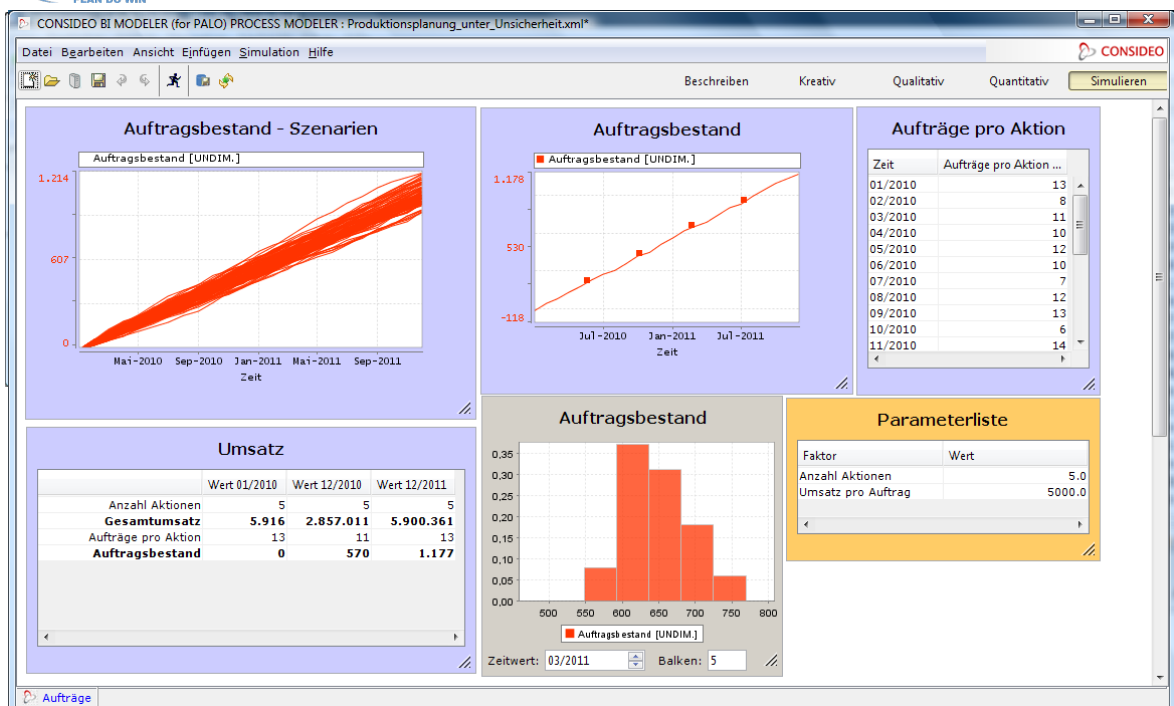 PLAN DO WIN
CONSIDEO BI MODELER (for PALO) PROCESS MODELER : Produktionsplanung_unter_Unsicherheit.xml*
Datei Bearbeiten Ansicht Einfügen Simulation Hilfe
CONSIDEO
Beschreiben Kreativ Qualitativ Quantitativ Simulieren
Auftragsbestand - Szenarien
Auftragsbestand [UNDIM.]
1.214
607
0
Mai-2010 Sep-2010 Jan-2011 Mai-2011 Sep-2011
Zeit
Auftragsbestand
Auftragsbestand [UNDIM.]
1.178
530
-118
Jul-2010 Jan-2011 Jul-2011
Zeit
Aufträge pro Aktion
Zeit Aufträge pro Aktion ...
01/2010 13
02/2010 8
03/2010 11
04/2010 10
05/2010 12
06/2010 10
07/2010 7
08/2010 12
09/2010 13
10/2010 6
11/2010 14
Umsatz
Wert 01/2010 Wert 12/2010 Wert 12/2011
Anzahl Aktionen 5 5 5
Gesamtumsatz 5.916 2.857.011 5.900.361
Aufträge pro Aktion 13 11 13
Auftragsbestand 0 570 1.177
Auftragsbestand
0,35
0,30
0,25
0,20
0,15
0,10
0,05
0,00
500 550 600 650 700 750 800
Auftragsbestand [UNDIM.]
Zeitwert: 03/2011 Balken: 5
Parameterliste
Faktor Wert
Anzahl Aktionen 5.0
Umsatz pro Auftrag 5000.0
Aufträge